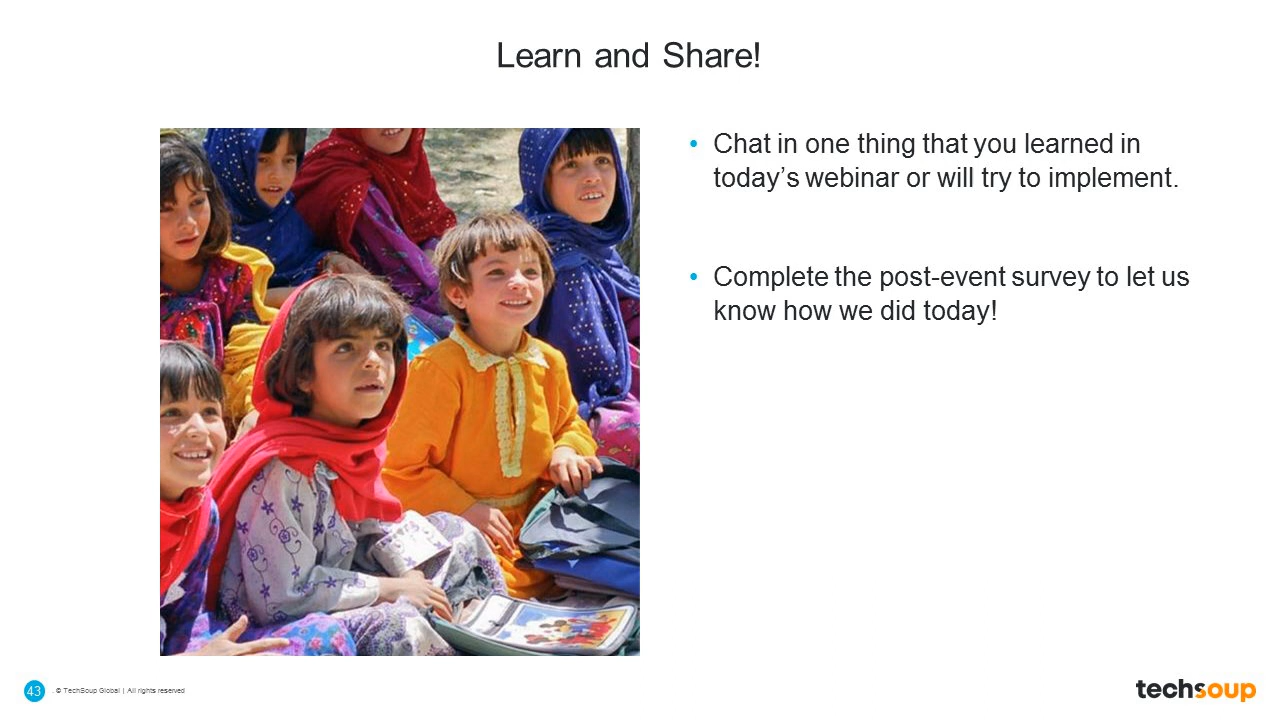 Learn and Share!
• Chat in one thing that you learned in
today’s webinar or will try to implement.
• Complete the post-event survey to let us
know how we did today!
43
. © TechSoup Global | All rights reserved
techsoup